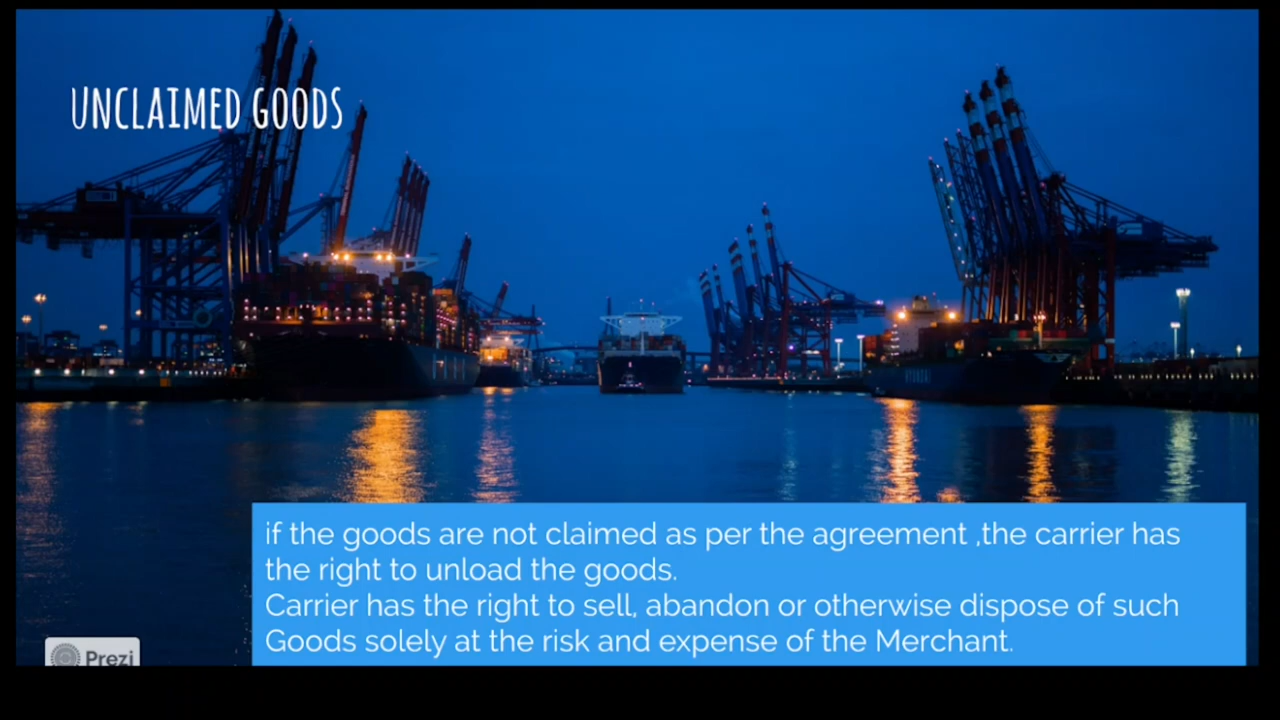 UNCLAIMED GOODS
if the goods are not claimed as per the agreement ,the carrier has
the right to unload the goods.
Carrier has the right to sell, abandon or otherwise dispose of such
Goods solely at the risk and expense of the Merchant.
Prezi